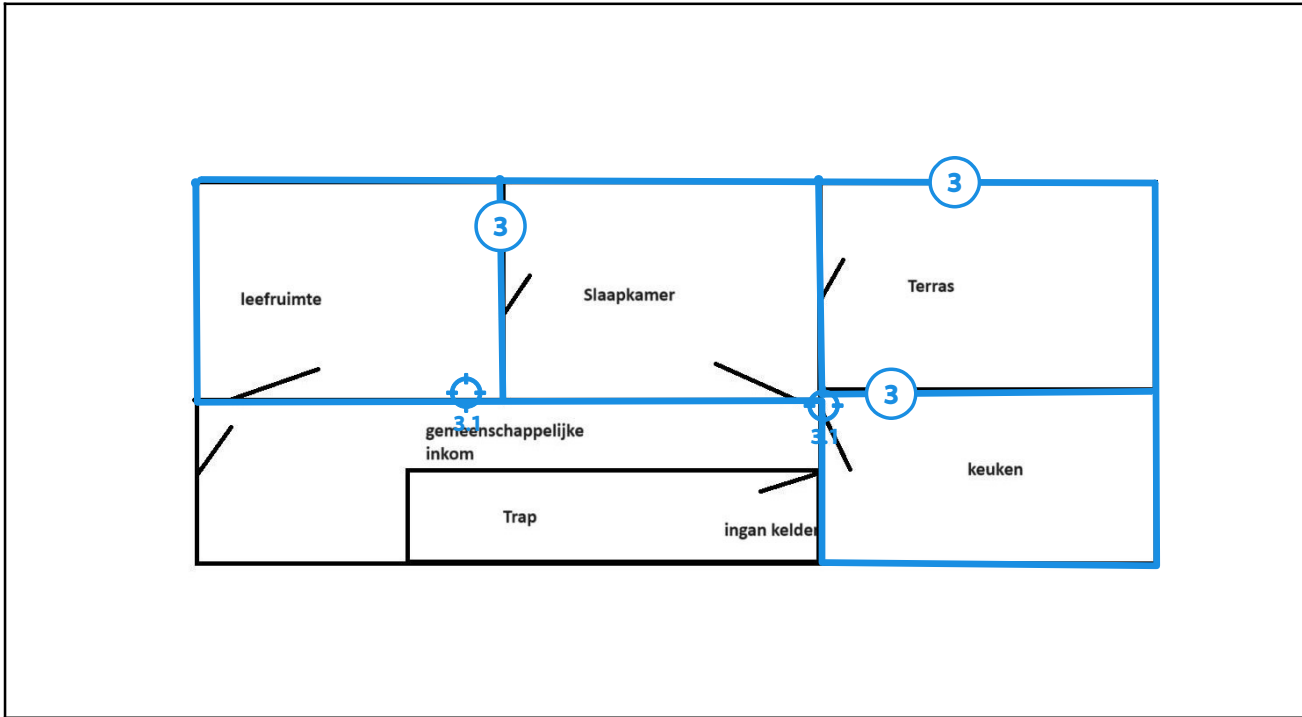 3
3
Terras
Slaapkamer
leefruimte
3
3.1
3.1
gemeenschappelijke
inkom
keuken
Trap
ingan kelder